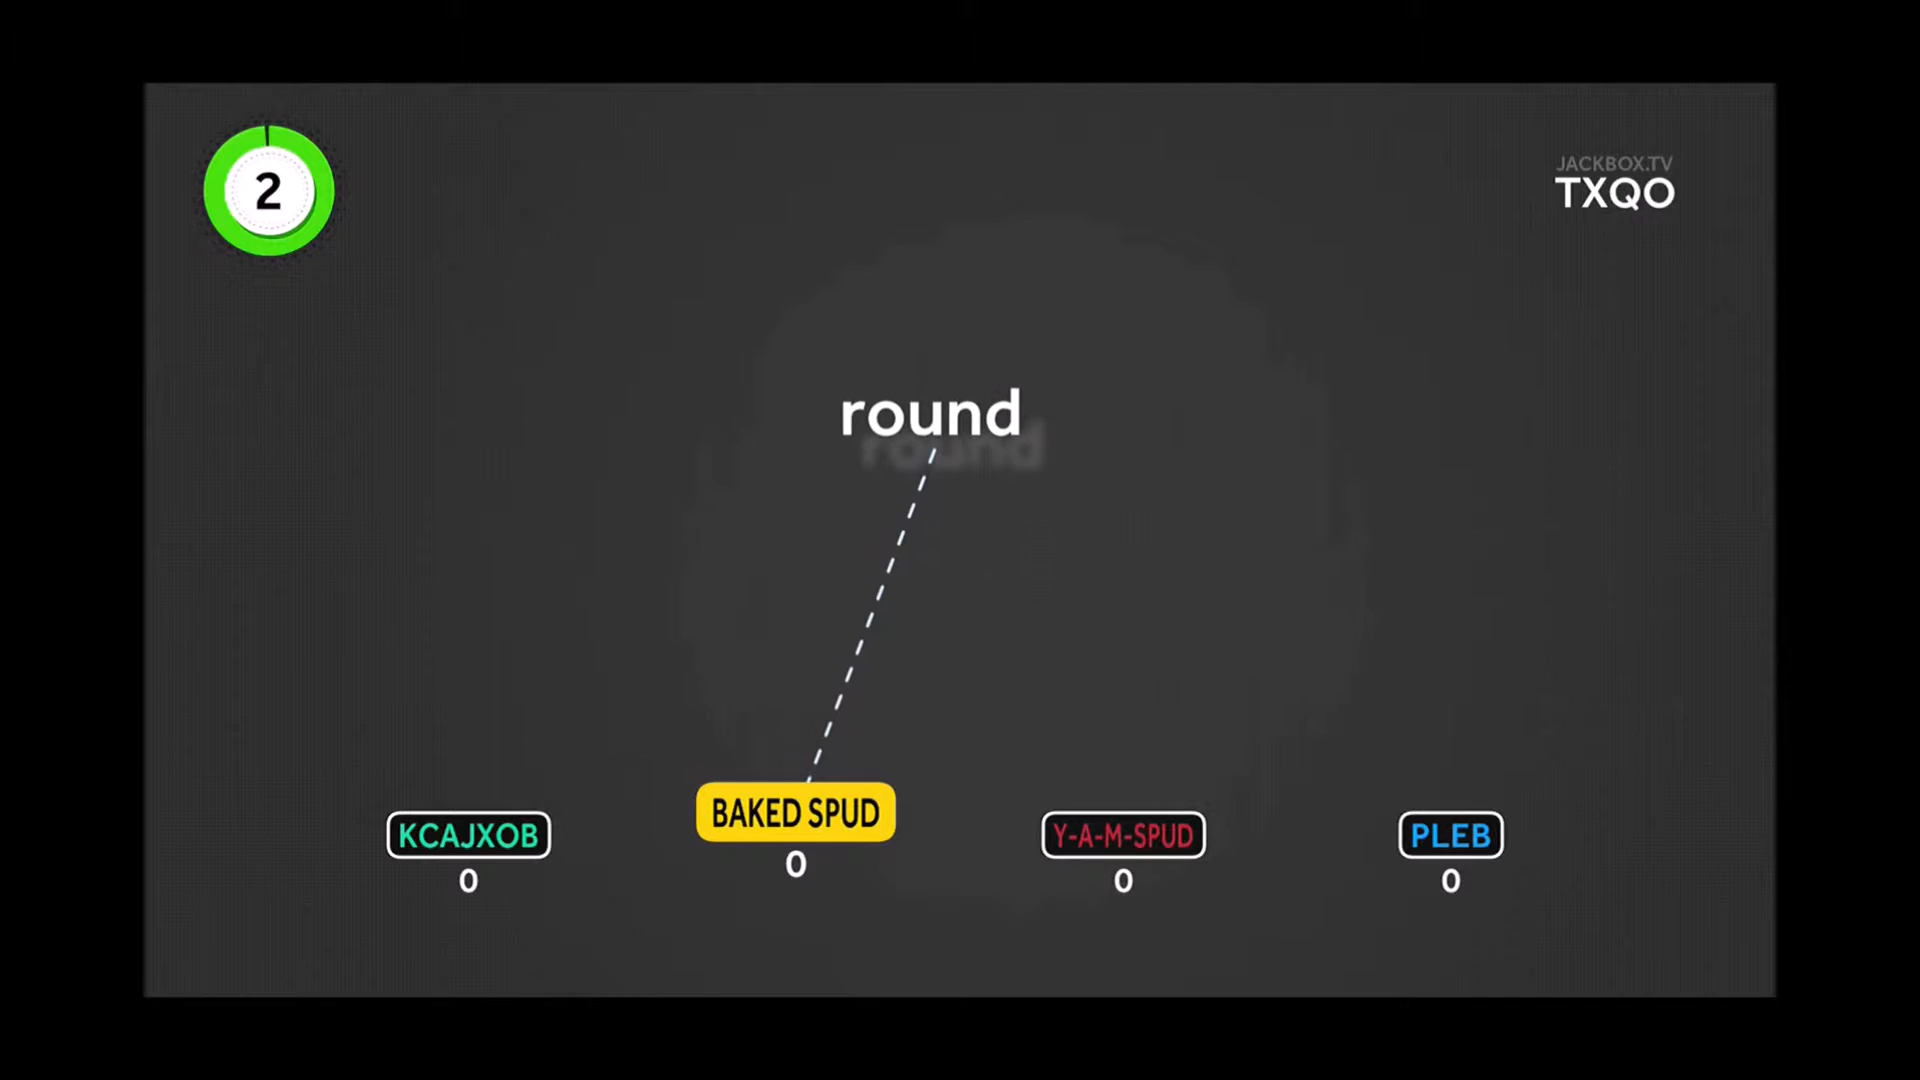 2
JACKBOX.TV
TXQO
round
KCAJXOB
BAKED SPUD
Y-A-M-SPUD
PLEB
0
0
0
0